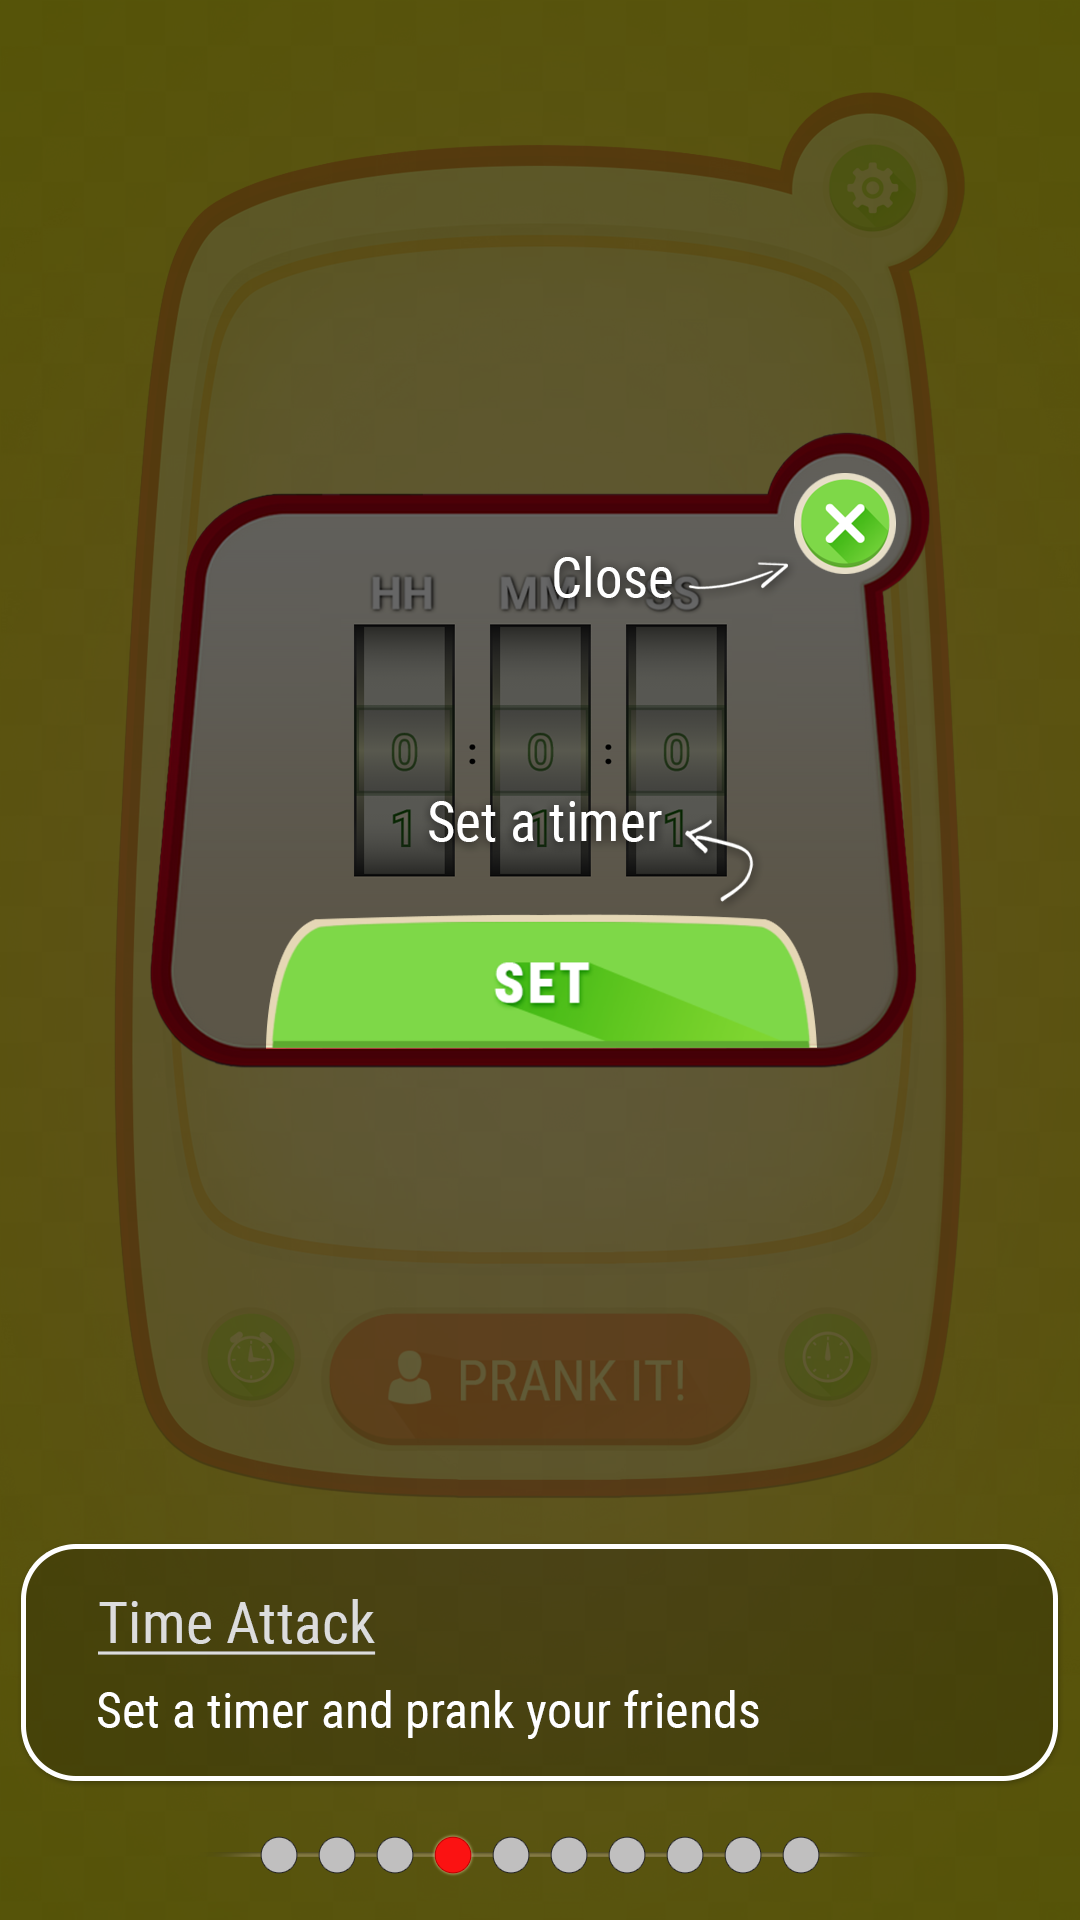 Close
HH MM SS
0 : 0 : 0
1 1 1
Set a timer
SET
PRANK IT!
Time Attack
Set a timer and prank your friends